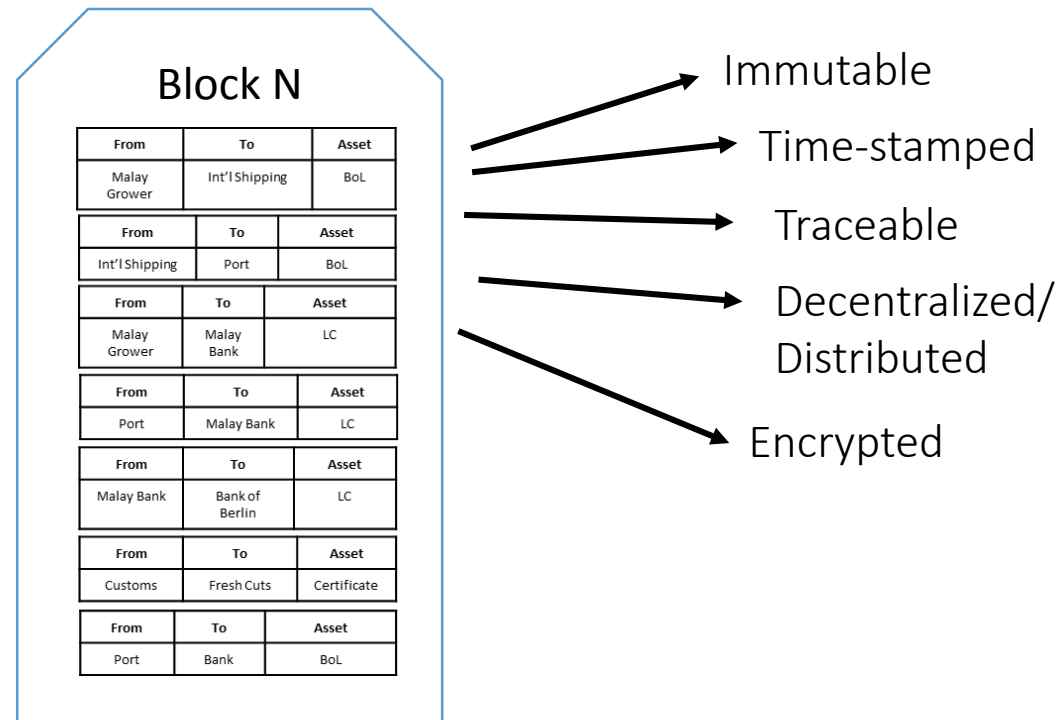 Block N
From To Asset
Malay Int'l Shipping BoL
Grower
From To Asset
Int'l Shipping Port BoL
From To Asset
Malay Malay LC
Grower Bank
From To Asset
Port Malay Bank LC
From To Asset
Malay Bank Bank of LC
Berlin
From To Asset
Customs Fresh Cuts Certificate
From To Asset
Port Bank BoL
Immutable
Time-stamped
Traceable
Decentralized/
Distributed
Encrypted